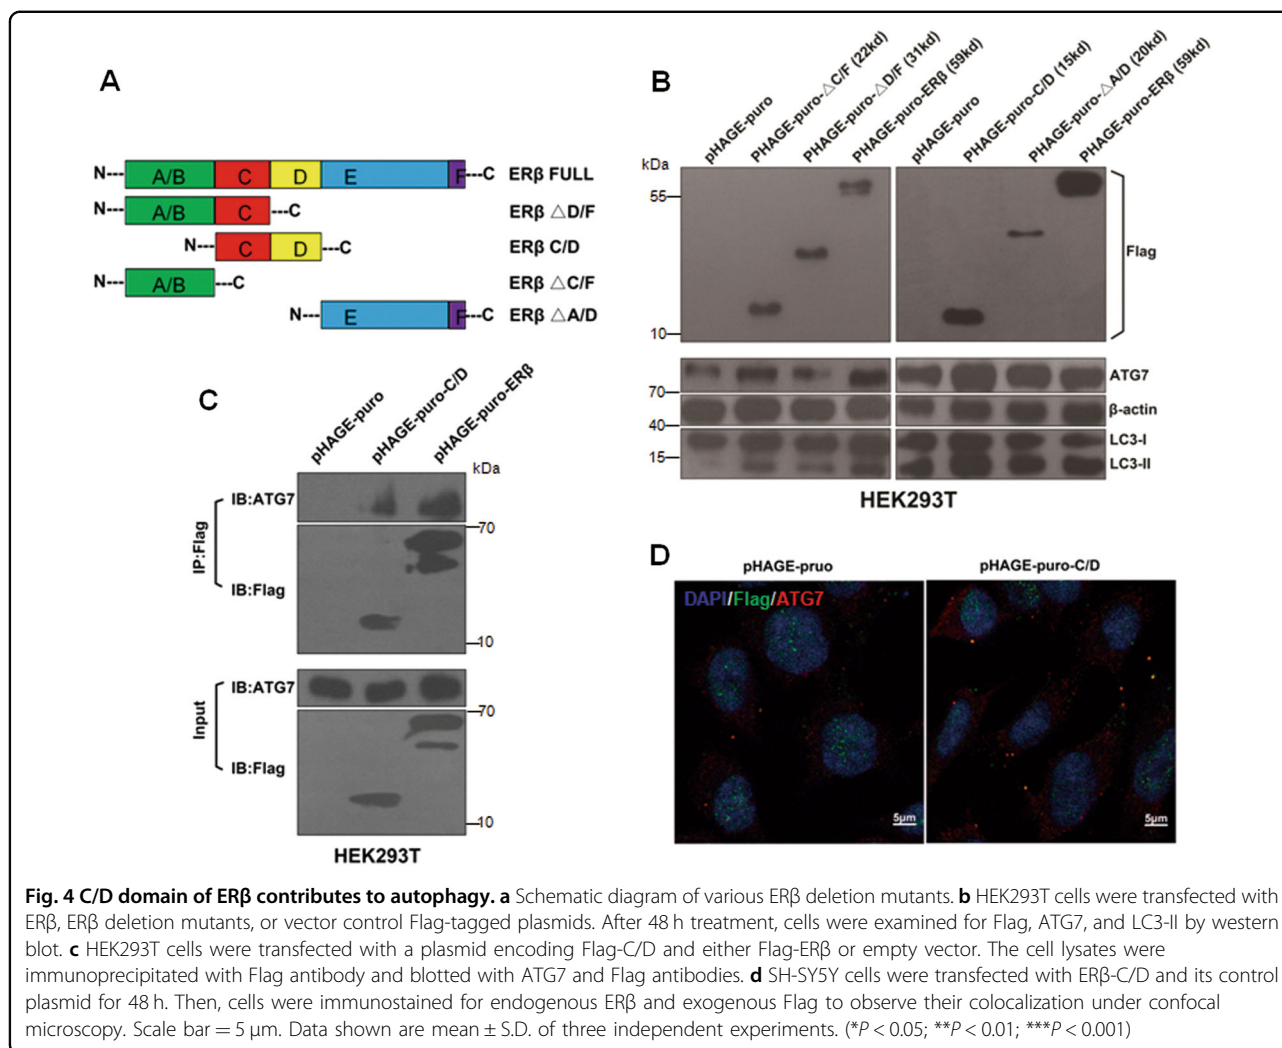 A
N--- A/B C D E F ---C ERβ FULL
N--- A/B C ---C ERβ △D/F
N--- C D ---C ERβ C/D
N--- A/B ---C ERβ △C/F
N--- E F ---C ERβ △A/D
B
pHAGE-puro
PHAGE-puro-△C/F (22kd)
PHAGE-puro-△D/F (31kd)
PHAGE-puro-ERβ (59kd)
pHAGE-puro
PHAGE-puro-C/D (15kd)
PHAGE-puro-△A/D (20kd)
PHAGE-puro-ERβ (59kd)
kDa
55
10
Flag
ATG7
70
β-actin
40
LC3-I
15
LC3-II
HEK293T
C
pHAGE-puro
pHAGE-puro-C/D
pHAGE-puro-ERβ
kDa
IP:Flag
IB:ATG7
70
IB:Flag
10
Input
IB:ATG7
70
IB:Flag
10
HEK293T
D
pHAGE-pruo
pHAGE-puro-C/D
DAPI/Flag/ATG7
5μm
5μm
Fig. 4 C/D domain of ERβ contributes to autophagy. a Schematic diagram of various ERβ deletion mutants. b HEK293T cells were transfected with
ERβ, ERβ deletion mutants, or vector control Flag-tagged plasmids. After 48 h treatment, cells were examined for Flag, ATG7, and LC3-II by western
blot. c HEK293T cells were transfected with a plasmid encoding Flag-C/D and either Flag-ERβ or empty vector. The cell lysates were
immunoprecipitated with Flag antibody and blotted with ATG7 and Flag antibodies. d SH-SY5Y cells were transfected with ERβ-C/D and its control
plasmid for 48 h. Then, cells were immunostained for endogenous ERβ and exogenous Flag to observe their colocalization under confocal
microscopy. Scale bar = 5 μm. Data shown are mean ± S.D. of three independent experiments. (*P < 0.05; **P < 0.01; ***P < 0.001)